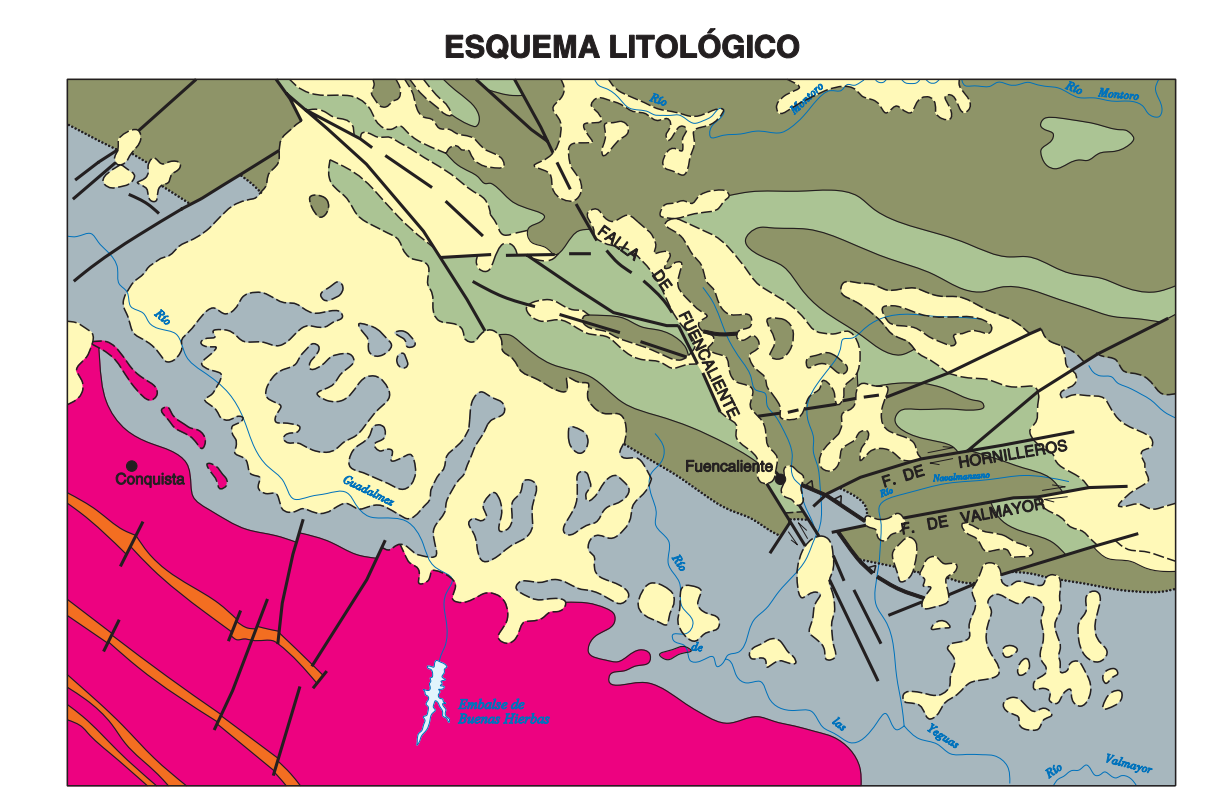 ESQUEMA LITOLÓGICO
Río
Montoro
Río Montoro
FALLA DE FUENCALIENTE
Río
Guadalmez
Conquista
Fuencaliente
F. DE HORNILLEROS
Río Navalmanzano
F. DE VALMAYOR
Río
de
las
Yeguas
Embalse de
Buenas Hierbas
Río Valmayor